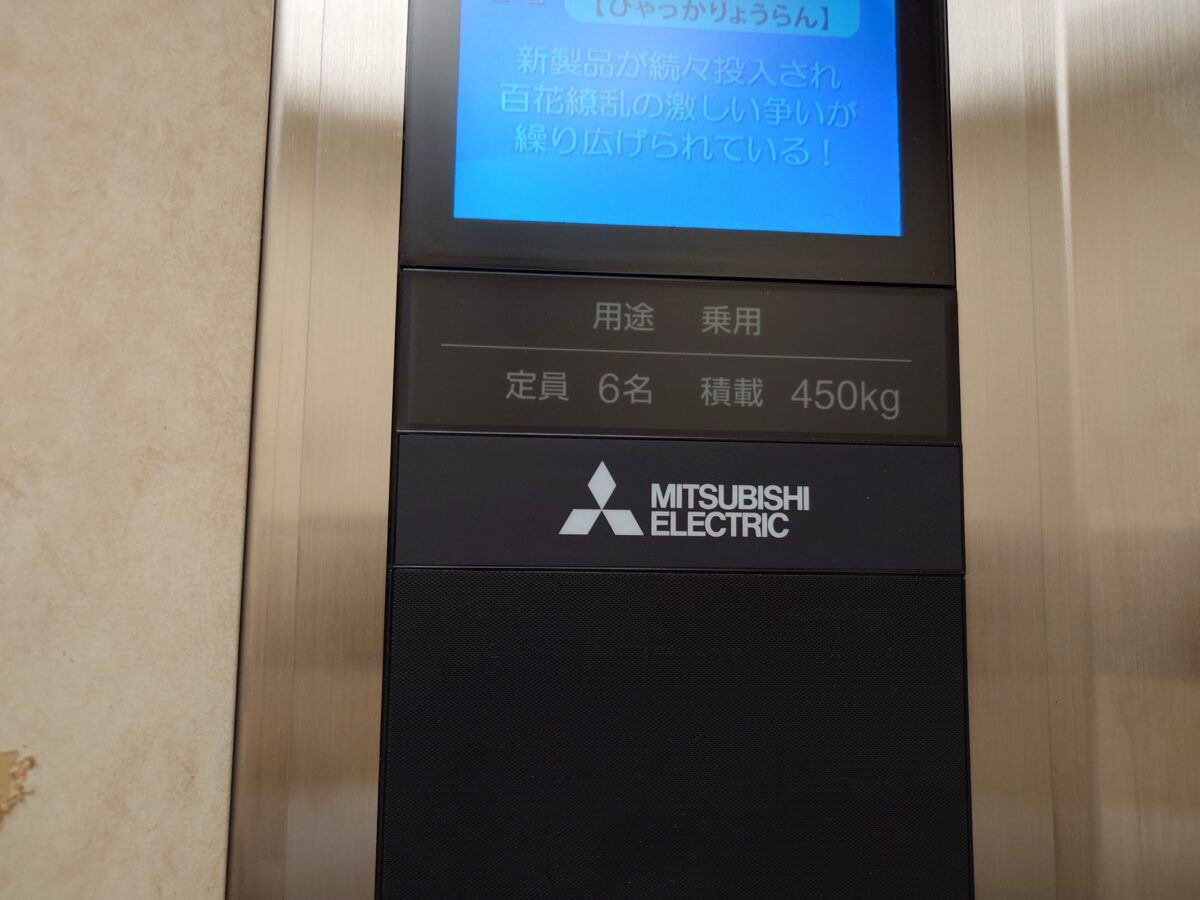 【ひゃっかりょうらん】
新製品が続々投入され
百花繚乱の激しい争いが
繰り広げられている！
用途 乗用
定員 6名 積載 450kg
MITSUBISHI
ELECTRIC